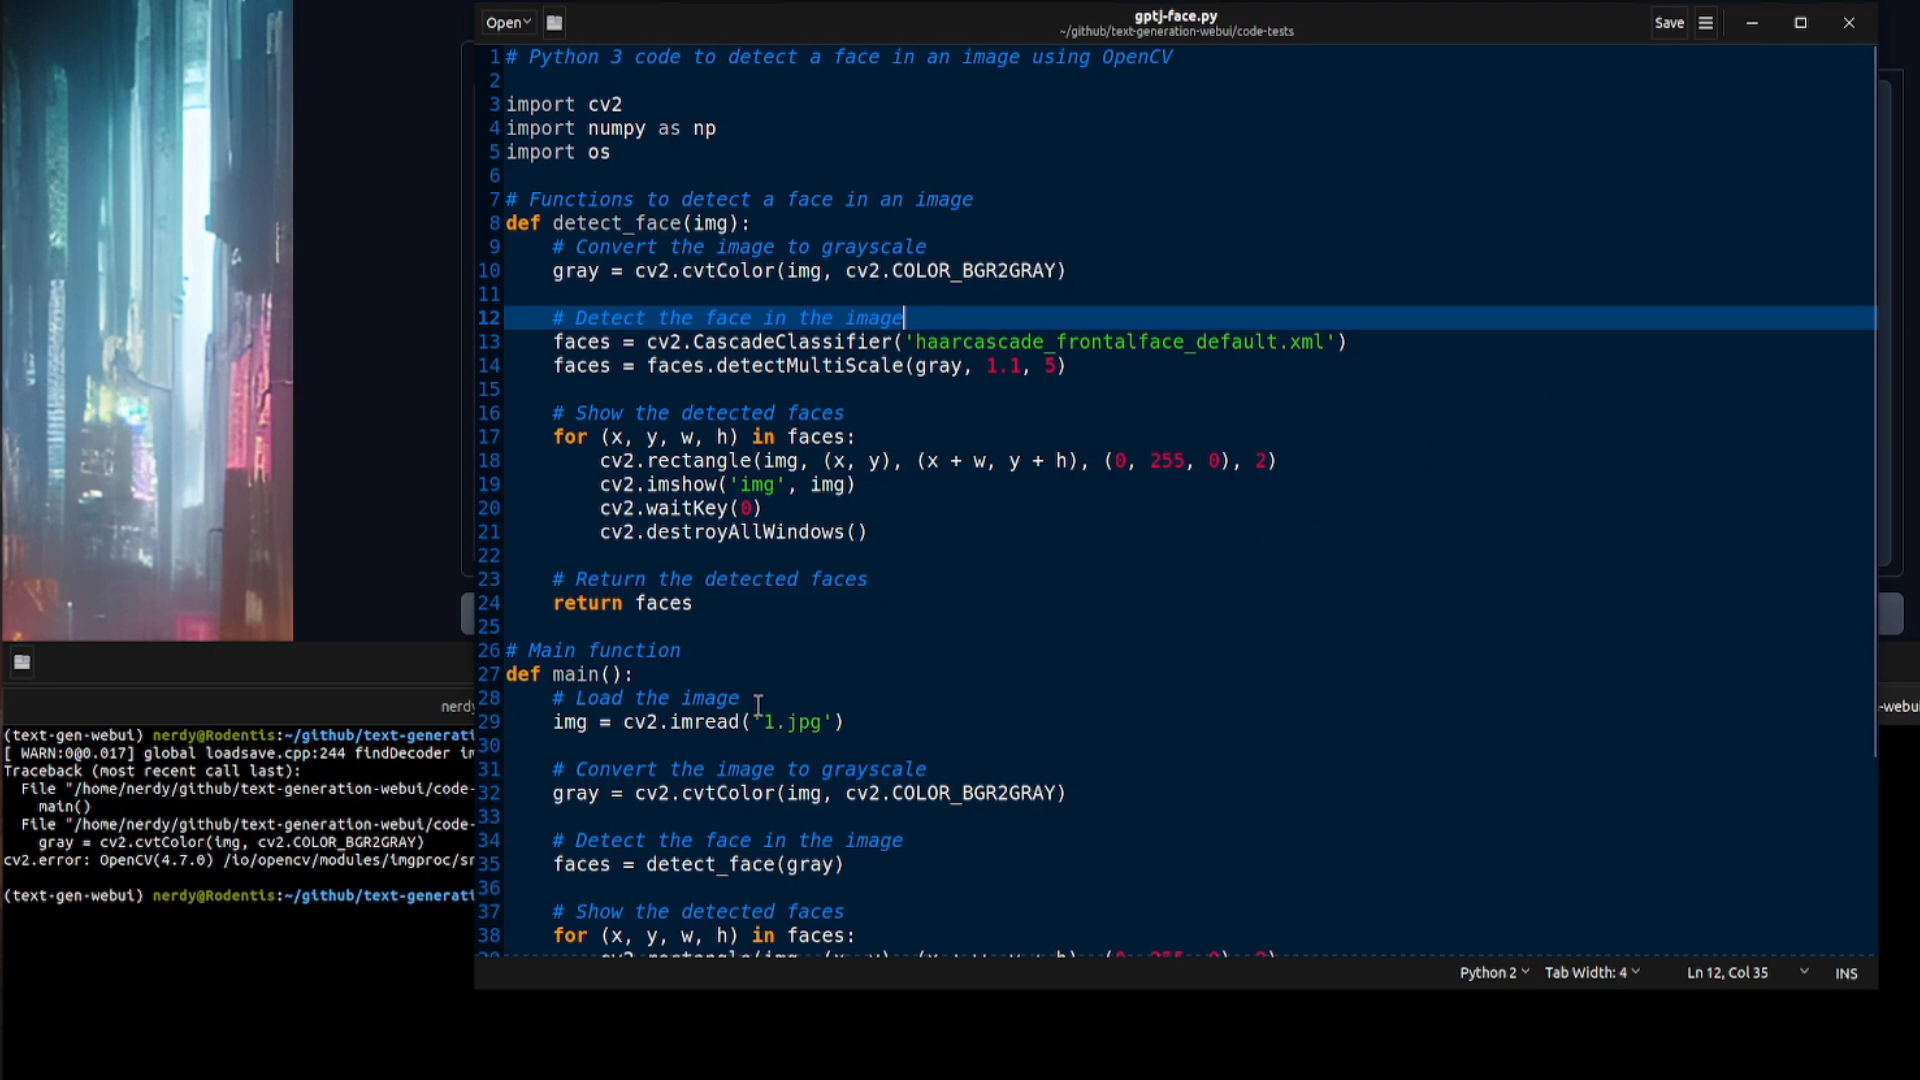 Open
gptj-face.py
~/github/text-generation-webui/code-tests
Save
1 # Python 3 code to detect a face in an image using OpenCV
2
3 import cv2
4 import numpy as np
5 import os
6
7 # Functions to detect a face in an image
8 def detect_face(img):
9     # Convert the image to grayscale
10     gray = cv2.cvtColor(img, cv2.COLOR_BGR2GRAY)
11
12     # Detect the face in the image
13     faces = cv2.CascadeClassifier('haarcascade_frontalface_default.xml')
14     faces = faces.detectMultiScale(gray, 1.1, 5)
15
16     # Show the detected faces
17     for (x, y, w, h) in faces:
18         cv2.rectangle(img, (x, y), (x + w, y + h), (0, 255, 0), 2)
19         cv2.imshow('img', img)
20         cv2.waitKey(0)
21         cv2.destroyAllWindows()
22
23     # Return the detected faces
24     return faces
25
26 # Main function
27 def main():
28     # Load the image
29     img = cv2.imread('1.jpg')
30
31     # Convert the image to grayscale
32     gray = cv2.cvtColor(img, cv2.COLOR_BGR2GRAY)
33
34     # Detect the face in the image
35     faces = detect_face(gray)
36
37     # Show the detected faces
38     for (x, y, w, h) in faces:
Python 2 Tab Width: 4 Ln 12, Col 35 INS
nerdy
-webui
(text-gen-webui) nerdy@Rodentis:~/github/text-generati
[ WARN:0@0.017] global loadsave.cpp:244 findDecoder im
Traceback (most recent call last):
  File "/home/nerdy/github/text-generation-webui/code-
    main()
  File "/home/nerdy/github/text-generation-webui/code-
    gray = cv2.cvtColor(img, cv2.COLOR_BGR2GRAY)
cv2.error: OpenCV(4.7.0) /io/opencv/modules/imgproc/sr
(text-gen-webui) nerdy@Rodentis:~/github/text-generati